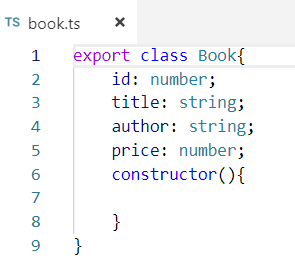 TS book.ts ×
1 export class Book{
2     id: number;
3     title: string;
4     author: string;
5     price: number;
6     constructor(){
7
8     }
9 }